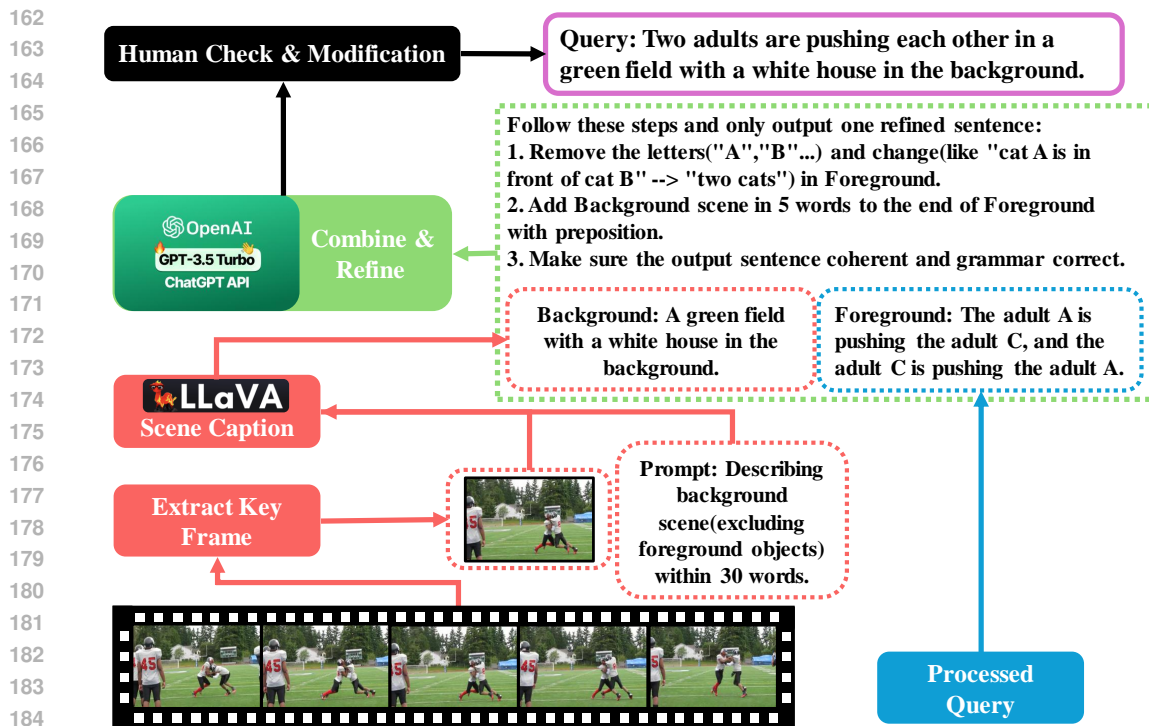 162
163
164
165
166
167
168
169
170
171
172
173
174
175
176
177
178
179
180
181
182
183
184
Human Check & Modification
Query: Two adults are pushing each other in a
green field with a white house in the background.
Follow these steps and only output one refined sentence:
1. Remove the letters("A","B"...) and change(like "cat A is in
front of cat B" --> "two cats") in Foreground.
2. Add Background scene in 5 words to the end of Foreground
with preposition.
3. Make sure the output sentence coherent and grammar correct.
OpenAI
GPT-3.5 Turbo
ChatGPT API
Combine &
Refine
Background: A green field
with a white house in the
background.
Foreground: The adult A is
pushing the adult C, and the
adult C is pushing the adult A.
LLaVA
Scene Caption
Prompt: Describing
background
scene(excluding
foreground objects)
within 30 words.
Extract Key
Frame
45
45
5
45
5
Processed
Query